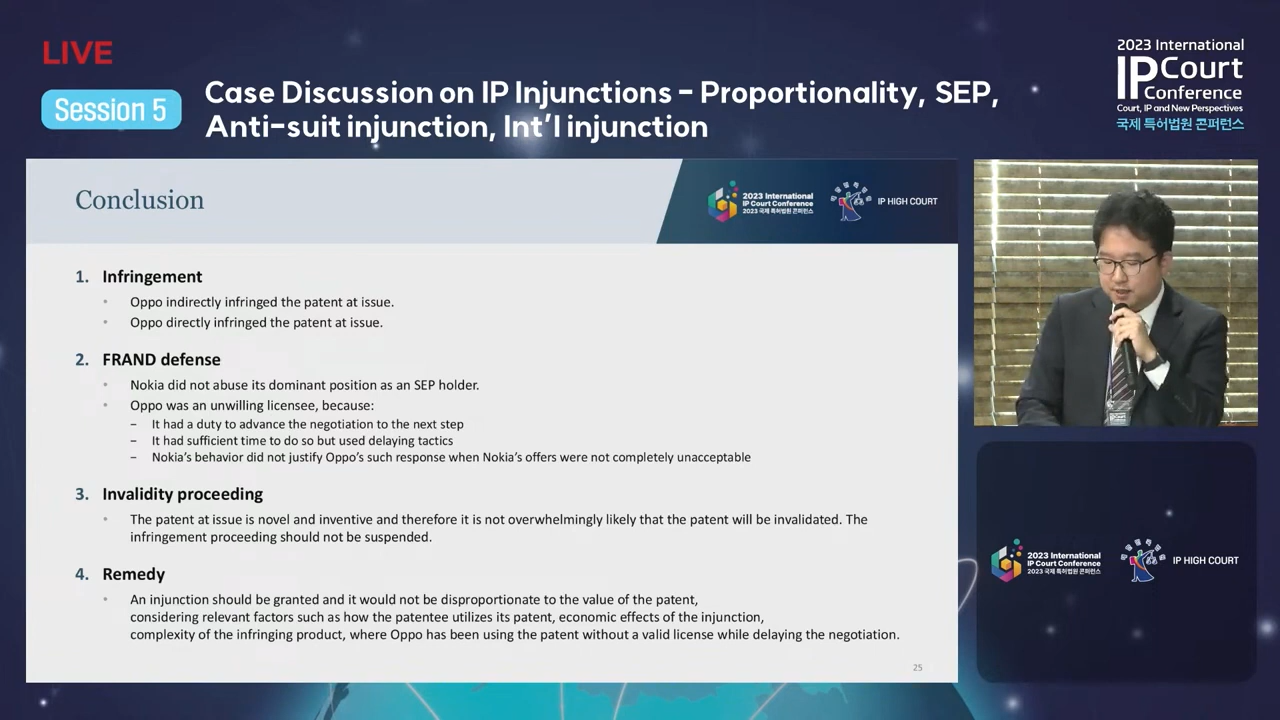 LIVE
Session 5
Case Discussion on IP Injunctions - Proportionality, SEP,
Anti-suit injunction, Int'l injunction
2023 International
IP Court
Conference
Court, IP and New Perspectives
국제 특허법원 콘퍼런스
Conclusion
2023 International
IP Court Conference
2023 국제 특허법원 콘퍼런스
IP HIGH COURT
1. Infringement
• Oppo indirectly infringed the patent at issue.
• Oppo directly infringed the patent at issue.
2. FRAND defense
• Nokia did not abuse its dominant position as an SEP holder.
• Oppo was an unwilling licensee, because:
− It had a duty to advance the negotiation to the next step
− It had sufficient time to do so but used delaying tactics
− Nokia's behavior did not justify Oppo's such response when Nokia's offers were not completely unacceptable
3. Invalidity proceeding
• The patent at issue is novel and inventive and therefore it is not overwhelmingly likely that the patent will be invalidated. The
infringement proceeding should not be suspended.
4. Remedy
• An injunction should be granted and it would not be disproportionate to the value of the patent,
considering relevant factors such as how the patentee utilizes its patent, economic effects of the injunction,
complexity of the infringing product, where Oppo has been using the patent without a valid license while delaying the negotiation.
25
2023 International
IP Court Conference
2023 국제 특허법원 콘퍼런스
IP HIGH COURT